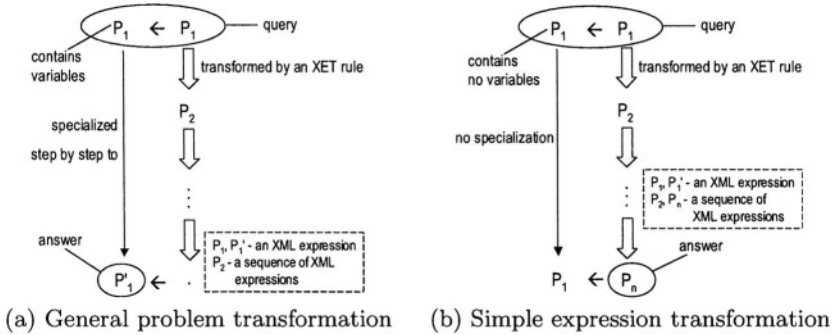 P1 ← P1
query
contains
variables
transformed by an XET rule
P2
specialized
step by step to
⋮
answer
P1, P1' - an XML expression
P2 - a sequence of XML
expressions
P'1 ← .
(a) General problem transformation
P1 ← P1
query
contains
no variables
transformed by an XET rule
P2
no specialization
⋮
P1, P1' - an XML expression
P2, Pn - a sequence of
XML expressions
answer
P1 ← Pn
(b) Simple expression transformation